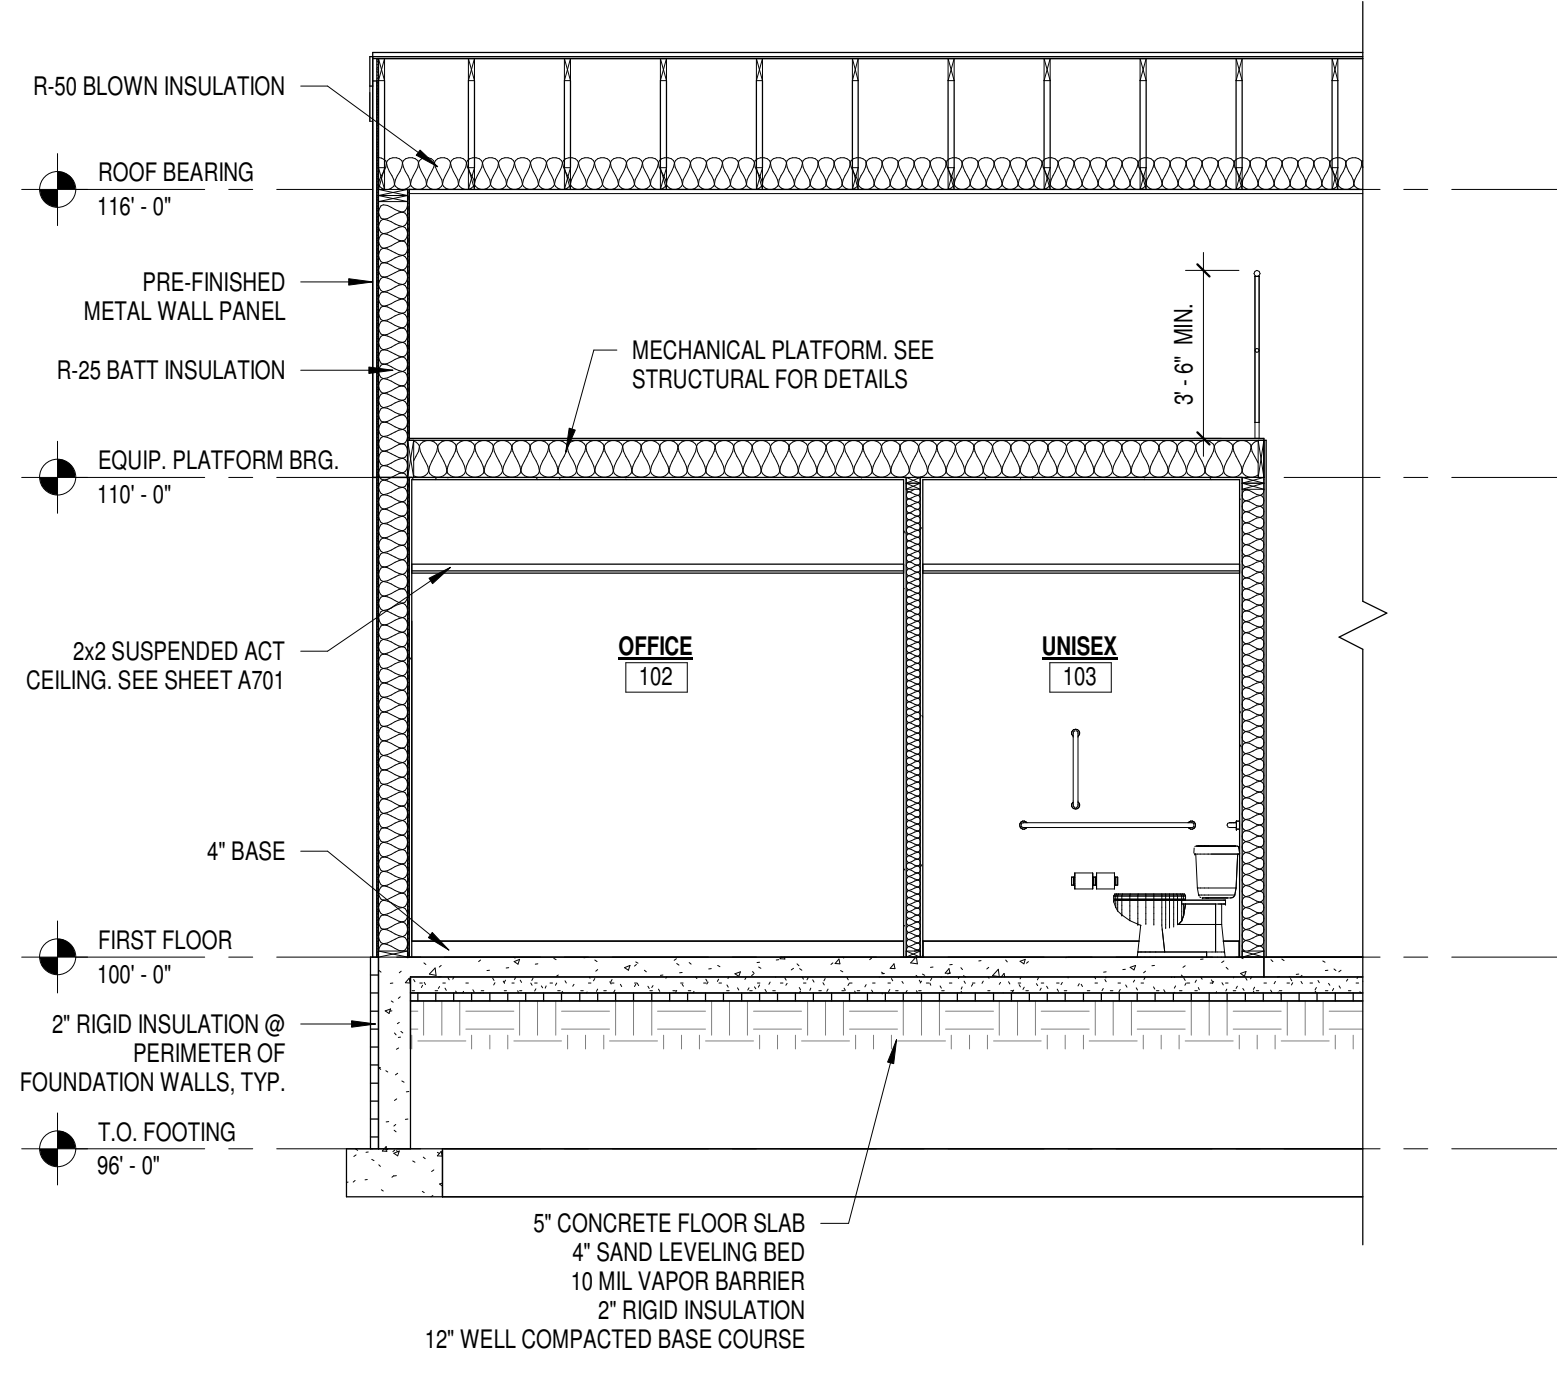 R-50 BLOWN INSULATION
ROOF BEARING
116' - 0"
PRE-FINISHED
METAL WALL PANEL
R-25 BATT INSULATION
MECHANICAL PLATFORM. SEE
STRUCTURAL FOR DETAILS
3' - 6" MIN.
EQUIP. PLATFORM BRG.
110' - 0"
2x2 SUSPENDED ACT
CEILING. SEE SHEET A701
OFFICE
102
UNISEX
103
4" BASE
FIRST FLOOR
100' - 0"
2" RIGID INSULATION @
PERIMETER OF
FOUNDATION WALLS, TYP.
T.O. FOOTING
96' - 0"
5" CONCRETE FLOOR SLAB
4" SAND LEVELING BED
10 MIL VAPOR BARRIER
2" RIGID INSULATION
12" WELL COMPACTED BASE COURSE